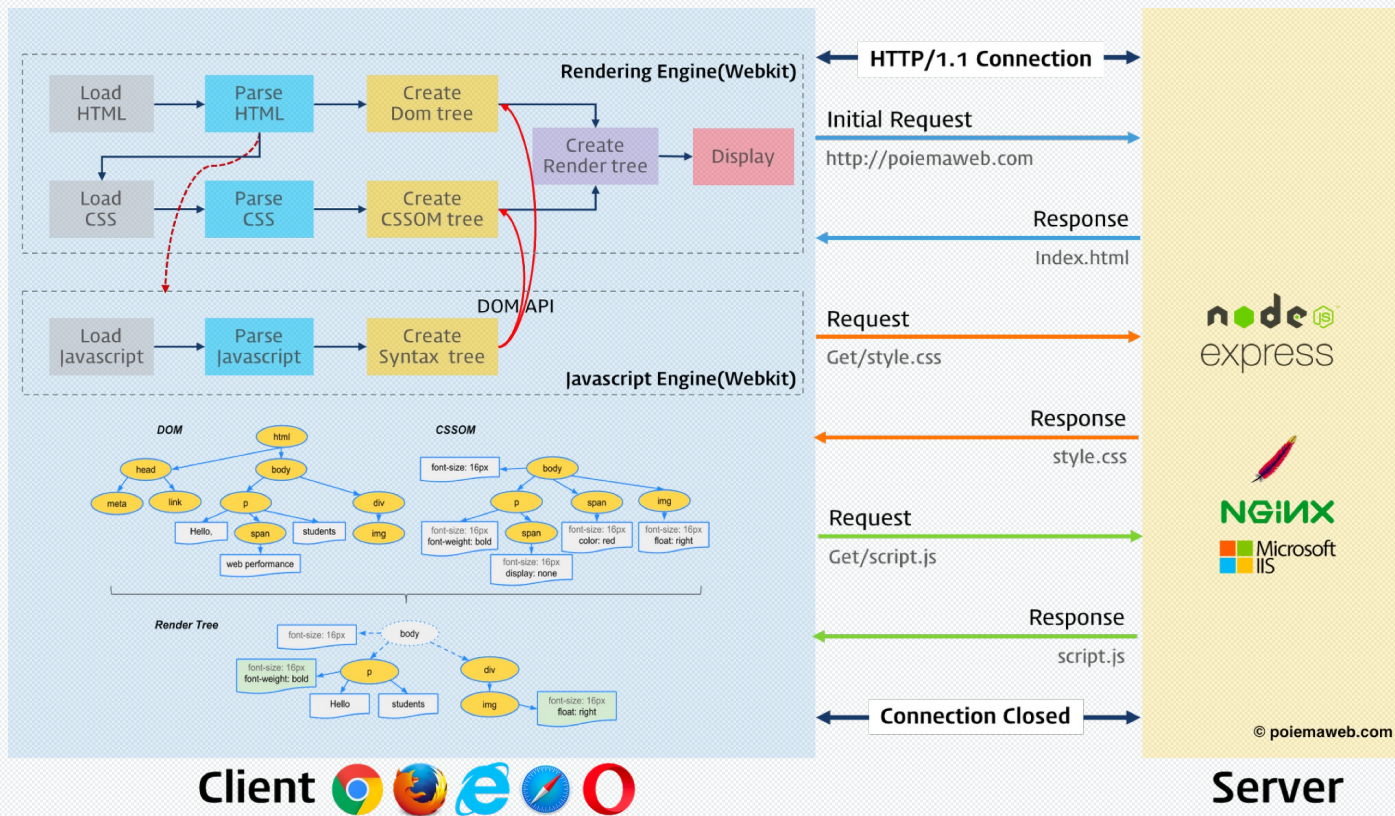 Rendering Engine(Webkit)
Load
HTML
Parse
HTML
Create
Dom tree
Create
Render tree
Display
Load
CSS
Parse
CSS
Create
CSSOM tree
DOM API
Load
Javascript
Parse
Javascript
Create
Syntax tree
Javascript Engine(Webkit)
DOM
html
head
body
meta
link
p
div
Hello,
span
students
img
web performance
CSSOM
font-size: 16px
body
p
span
img
font-size: 16px
font-weight: bold
span
font-size: 16px
color: red
font-size: 16px
float: right
font-size: 16px
display: none
Render Tree
font-size: 16px
body
font-size: 16px
font-weight: bold
p
div
Hello
students
img
font-size: 16px
float: right
HTTP/1.1 Connection
Initial Request
http://poiemaweb.com
Response
Index.html
Request
Get/style.css
Response
style.css
Request
Get/script.js
Response
script.js
Connection Closed
node JS
express
NGINX
Microsoft
IIS
© poiemaweb.com
Client
Server